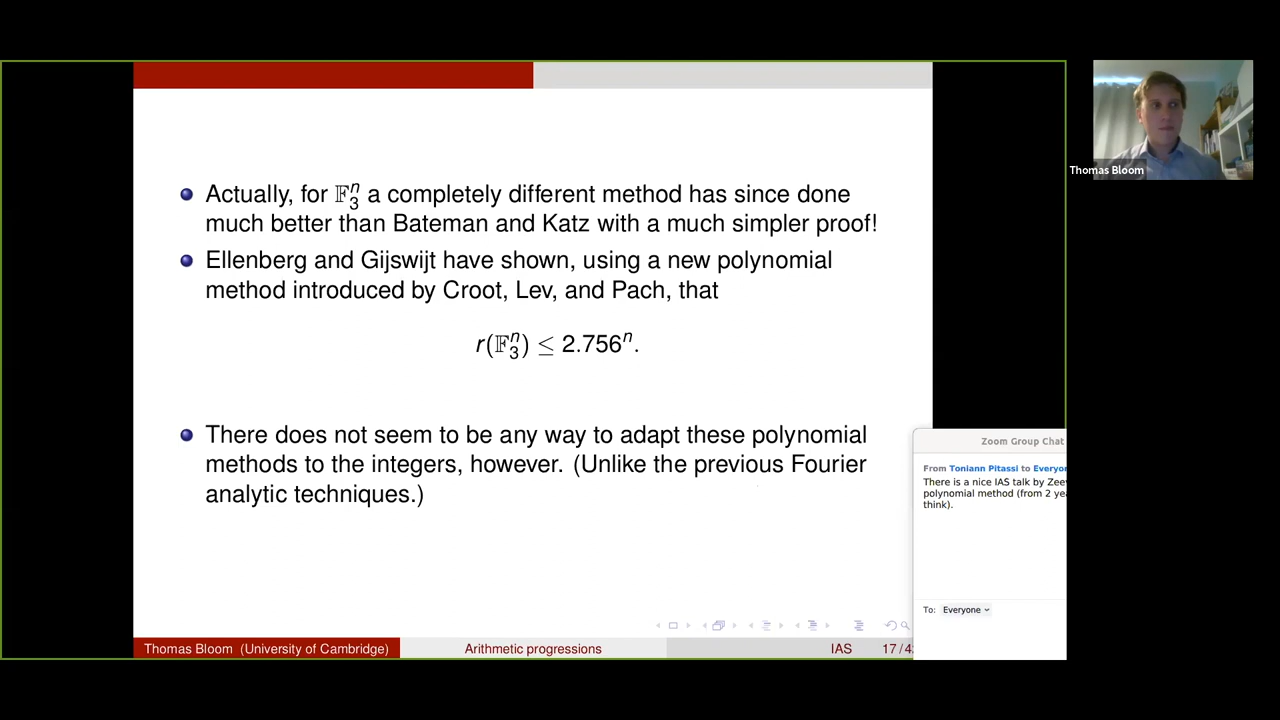 Actually, for 𝔽₃ⁿ a completely different method has since done
much better than Bateman and Katz with a much simpler proof!
Ellenberg and Gijswijt have shown, using a new polynomial
method introduced by Croot, Lev, and Pach, that
r(𝔽₃ⁿ) ≤ 2.756ⁿ.
There does not seem to be any way to adapt these polynomial
methods to the integers, however. (Unlike the previous Fourier
analytic techniques.)
Thomas Bloom (University of Cambridge)
Arithmetic progressions
IAS
17 / 4
Thomas Bloom
Zoom Group Chat
From Toniann Pitassi to Everyo
There is a nice IAS talk by Zee
polynomial method (from 2 ye
think).
To: Everyone